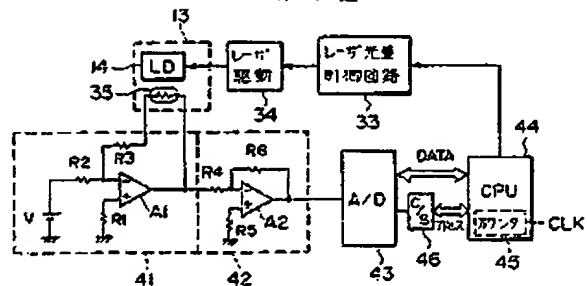 13
14
LD
35
レーザ
駆動
34
レーザ光量
制御回路
33
44
DATA
R2
R3
R4
R6
V
R1
A1
R5
A2
A/D
C/S
アドレス
CPU
カウンタ
CLK
41
42
43
46
45